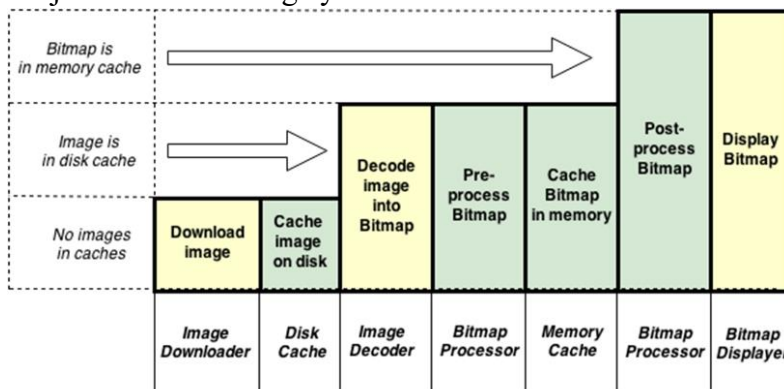 Bitmap is
in memory cache
Image is
in disk cache
No images
in caches
Download
image
Cache
image
on disk
Decode
image
into
Bitmap
Pre-
process
Bitmap
Cache
Bitmap
in memory
Post-
process
Bitmap
Display
Bitmap
Image
Downloader
Disk
Cache
Image
Decoder
Bitmap
Processor
Memory
Cache
Bitmap
Processor
Bitmap
Displayer